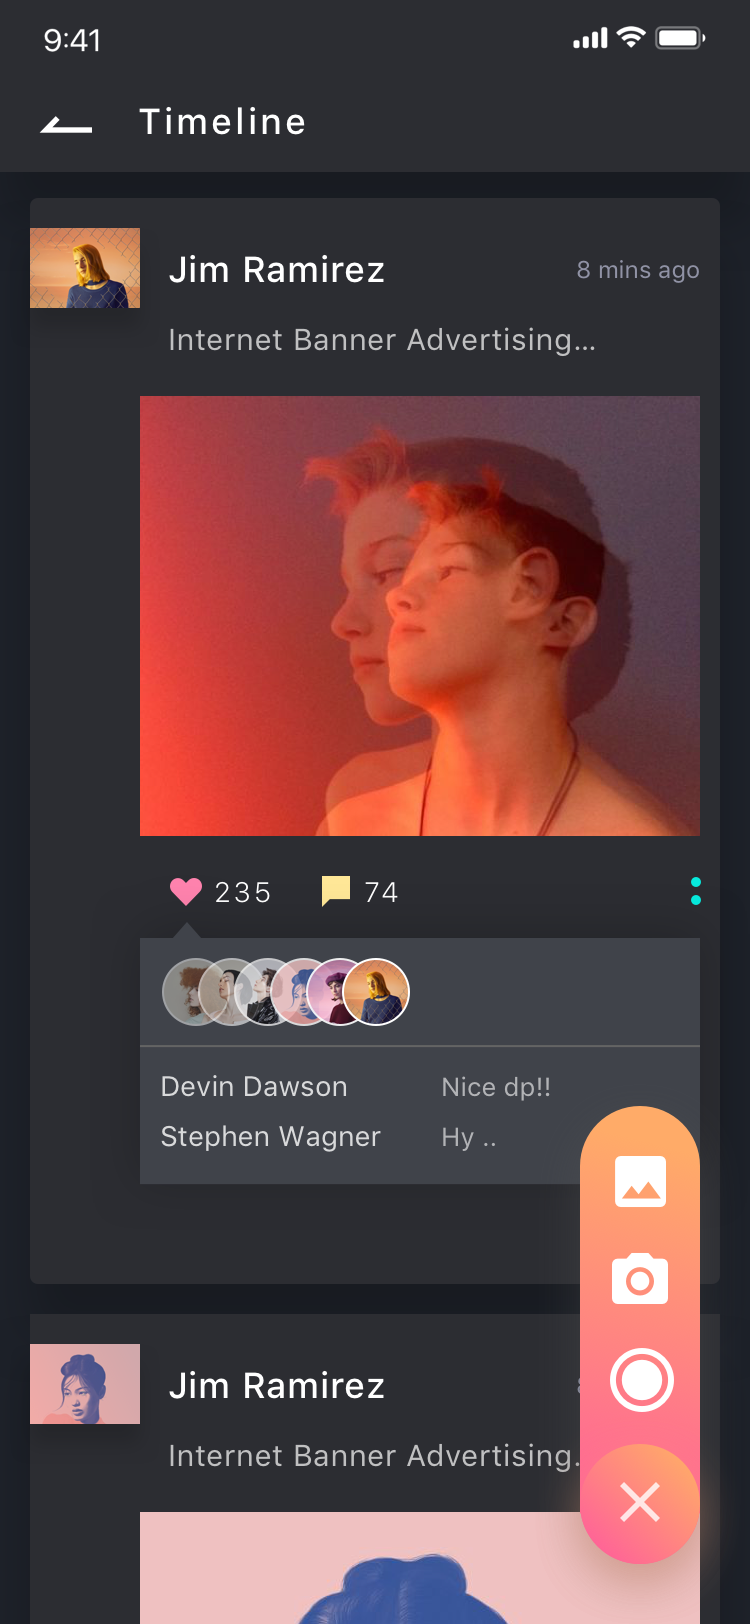 9:41
Timeline
Jim Ramirez
8 mins ago
Internet Banner Advertising...
235
74
Devin Dawson
Nice dp!!
Stephen Wagner
Hy ..
Jim Ramirez
Internet Banner Advertising.